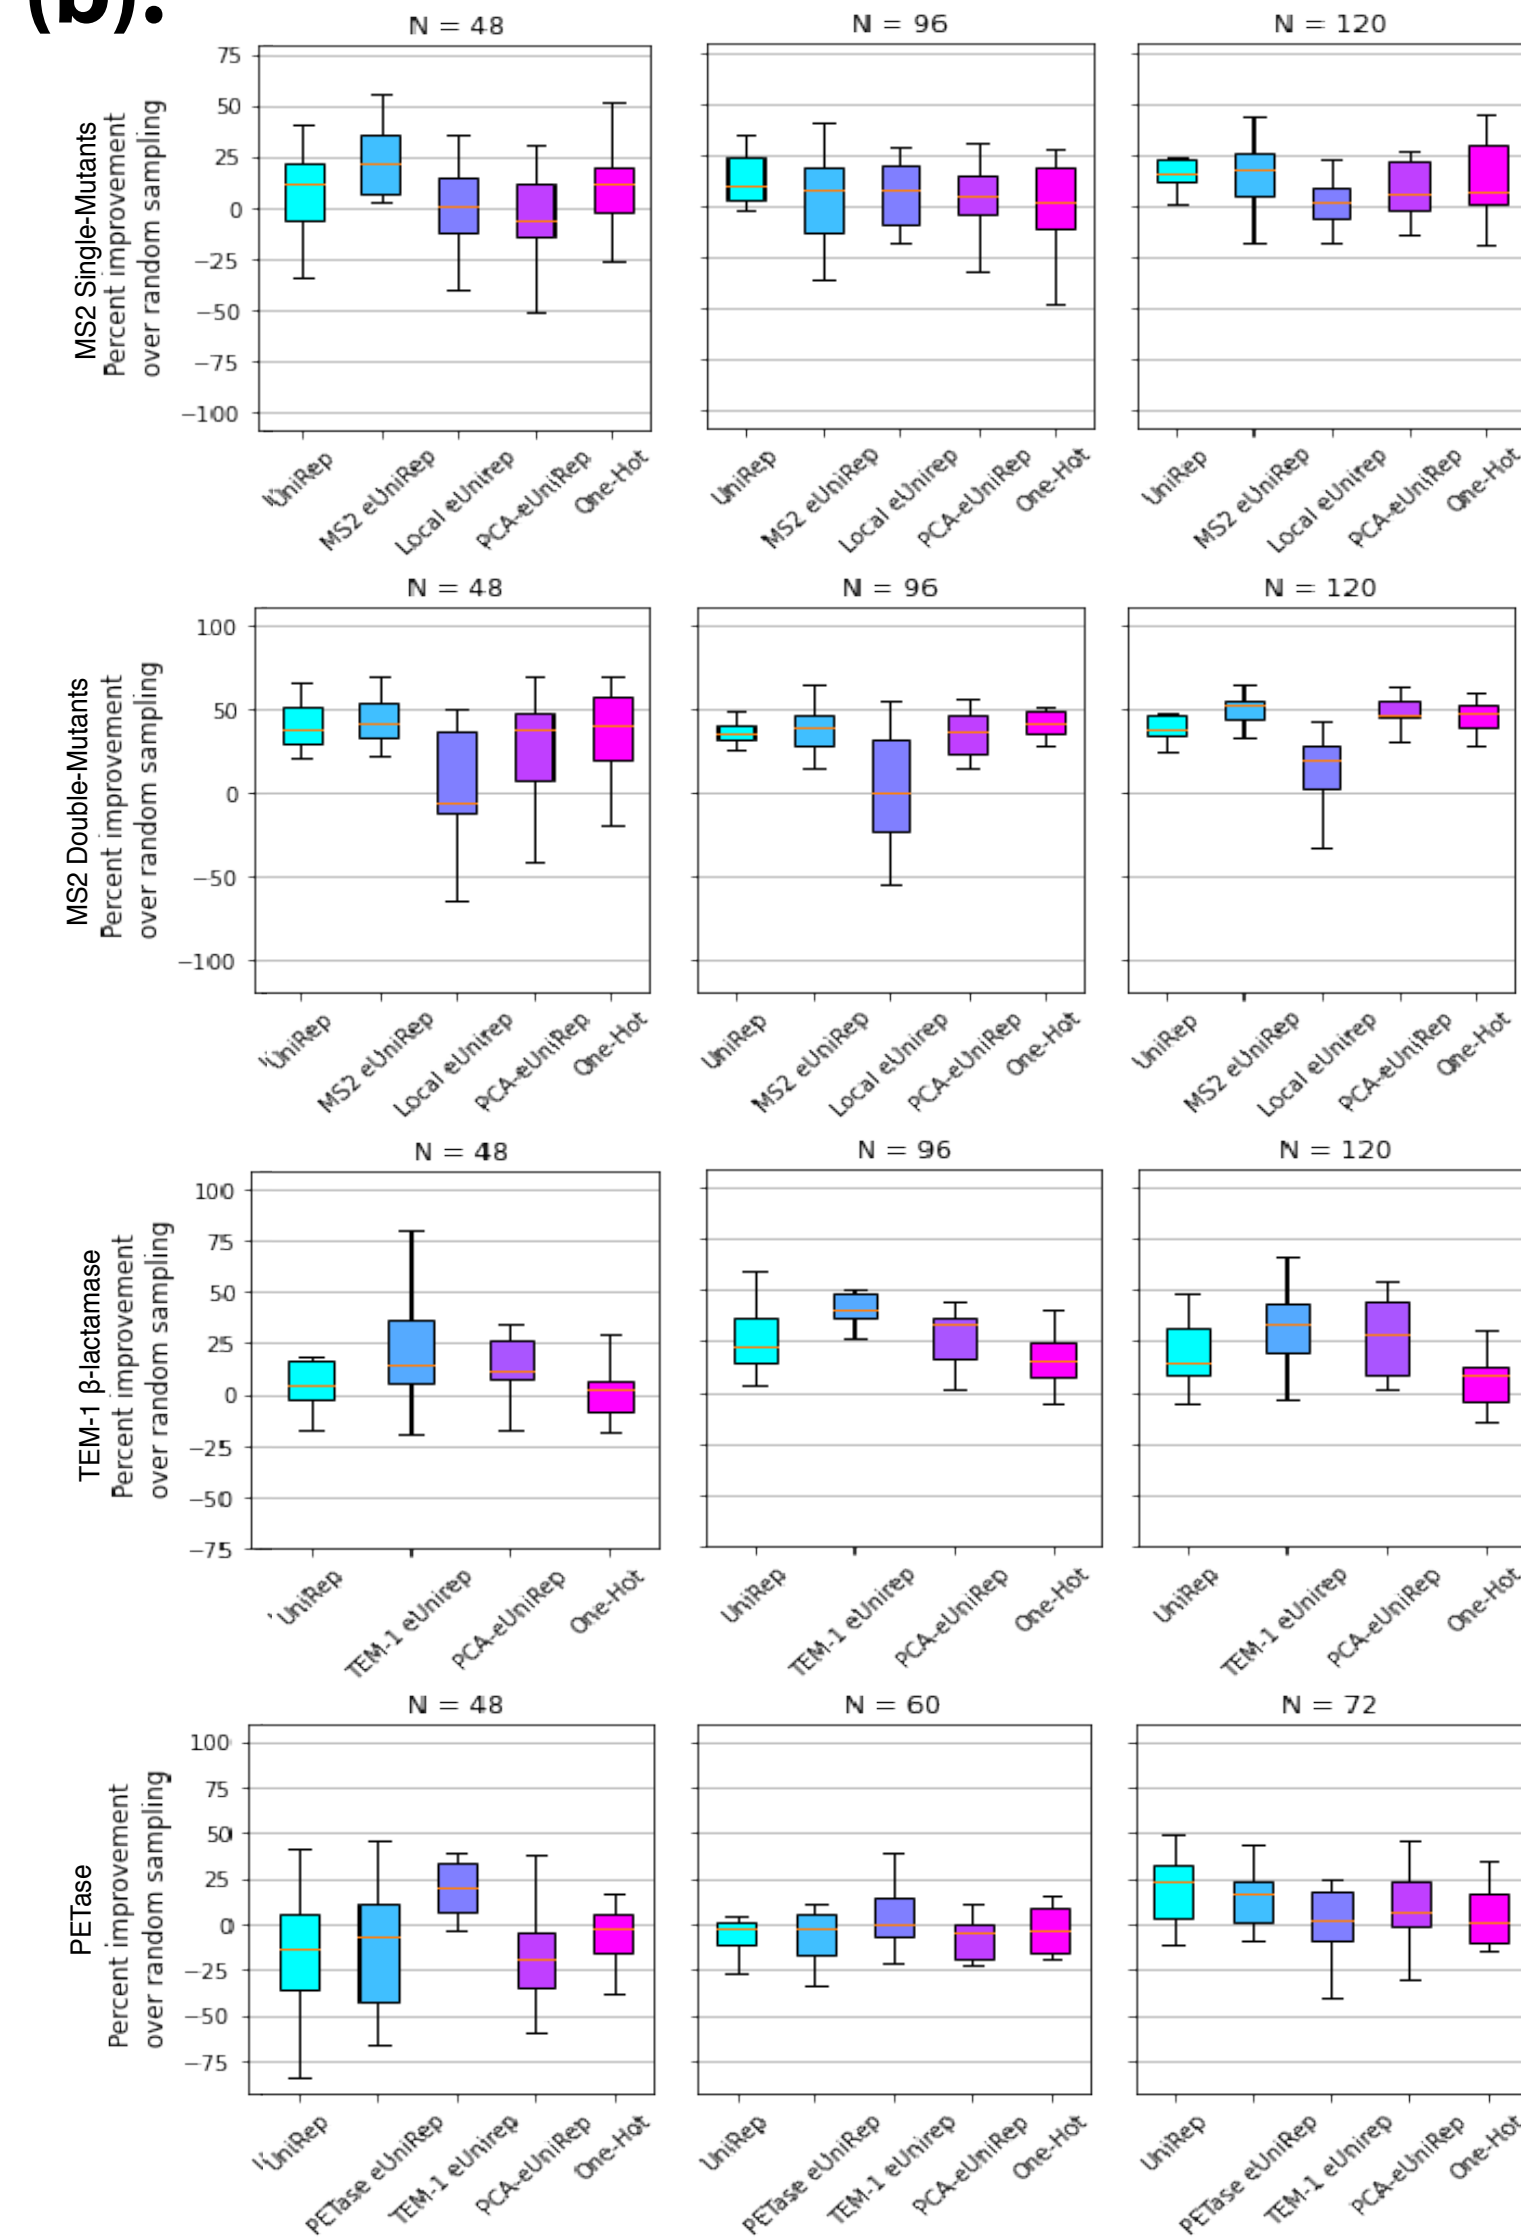 (b).
N = 48 N = 96 N = 120
MS2 Single-Mutants
Percent improvement
over random sampling
75
50
25
0
−25
−50
−75
−100
UniRep MS2 eUniRep Local eUnirep PCA-eUniRep One-Hot UniRep MS2 eUniRep Local eUnirep PCA-eUniRep One-Hot UniRep MS2 eUniRep Local eUnirep PCA-eUniRep One-Hot
N = 48 N = 96 N = 120
MS2 Double-Mutants
Percent improvement
over random sampling
100
50
0
−50
−100
UniRep MS2 eUniRep Local eUnirep PCA-eUniRep One-Hot UniRep MS2 eUniRep Local eUnirep PCA-eUniRep One-Hot UniRep MS2 eUniRep Local eUnirep PCA-eUniRep One-Hot
N = 48 N = 96 N = 120
TEM-1 β-lactamase
Percent improvement
over random sampling
100
75
50
25
0
−25
−50
−75
UniRep TEM-1 eUnirep PCA-eUniRep One-Hot UniRep TEM-1 eUnirep PCA-eUniRep One-Hot UniRep TEM-1 eUnirep PCA-eUniRep One-Hot
N = 48 N = 60 N = 72
PETase
Percent improvement
over random sampling
100
75
50
25
0
−25
−50
−75
UniRep PETase eUniRep TEM-1 eUnirep PCA-eUniRep One-Hot UniRep PETase eUniRep TEM-1 eUnirep PCA-eUniRep One-Hot UniRep PETase eUniRep TEM-1 eUnirep PCA-eUniRep One-Hot